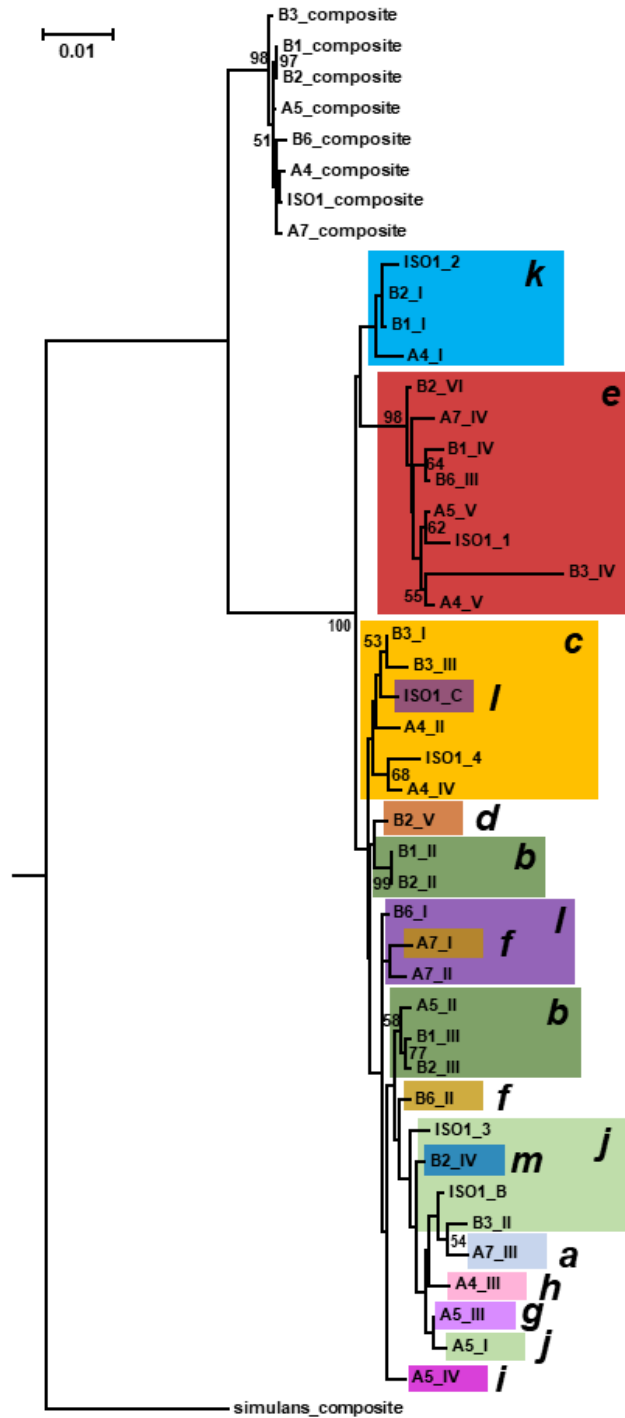 B3_composite
0.01
B1_composite
98
97
B2_composite
A5_composite
51
B6_composite
A4_composite
ISO1_composite
A7_composite
ISO1_2
k
B2_I
B1_I
A4_I
B2_VI
e
98
A7_IV
B1_IV
64
B6_III
A5_V
62
ISO1_1
B3_IV
55
A4_V
100
53
B3_I
c
B3_III
ISO1_C
l
A4_II
ISO1_4
68
A4_IV
B2_V
d
B1_II
b
99
B2_II
B6_I
l
A7_I
f
A7_II
A5_II
b
58
B1_III
77
B2_III
B6_II
f
ISO1_3
j
B2_IV
m
ISO1_B
B3_II
54
A7_III
a
A4_III
h
A5_III
g
A5_I
j
A5_IV
i
simulans_composite